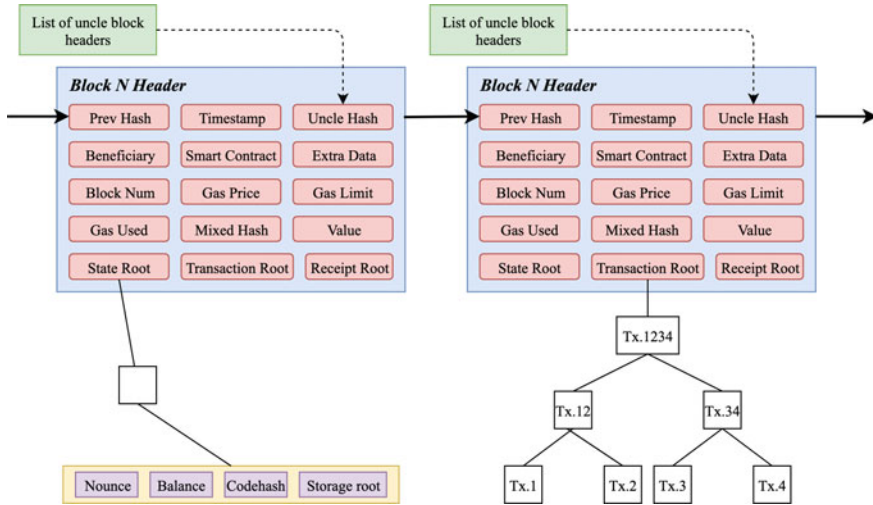 List of uncle block
headers
List of uncle block
headers
Block N Header
Prev Hash
Timestamp
Uncle Hash
Beneficiary
Smart Contract
Extra Data
Block Num
Gas Price
Gas Limit
Gas Used
Mixed Hash
Value
State Root
Transaction Root
Receipt Root
Block N Header
Prev Hash
Timestamp
Uncle Hash
Beneficiary
Smart Contract
Extra Data
Block Num
Gas Price
Gas Limit
Gas Used
Mixed Hash
Value
State Root
Transaction Root
Receipt Root
Nounce
Balance
Codehash
Storage root
Tx.1234
Tx.12
Tx.34
Tx.1
Tx.2
Tx.3
Tx.4